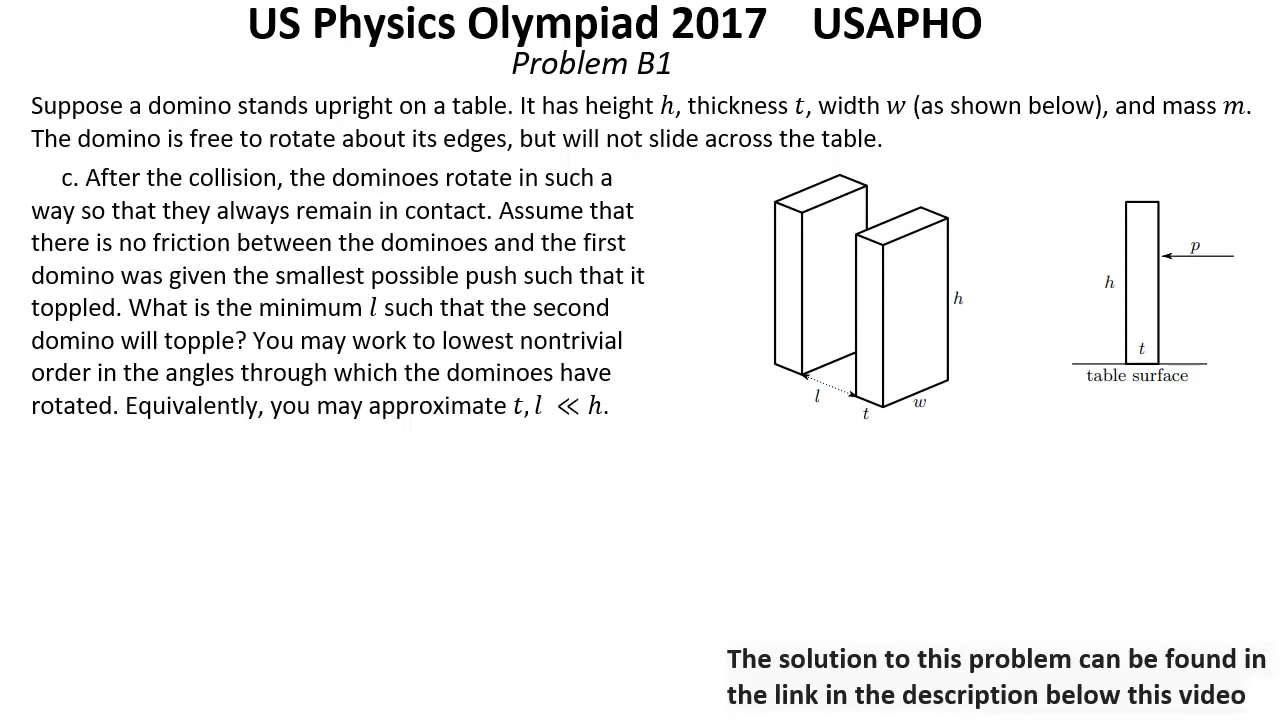 US Physics Olympiad 2017 USAPHO
Problem B1
Suppose a domino stands upright on a table. It has height h, thickness t, width w (as shown below), and mass m.
The domino is free to rotate about its edges, but will not slide across the table.
c. After the collision, the dominoes rotate in such a
way so that they always remain in contact. Assume that
there is no friction between the dominoes and the first
domino was given the smallest possible push such that it
toppled. What is the minimum l such that the second
domino will topple? You may work to lowest nontrivial
order in the angles through which the dominoes have
rotated. Equivalently, you may approximate t, l ≪ h.
h
l
t
w
p
h
t
table surface
The solution to this problem can be found in
the link in the description below this video